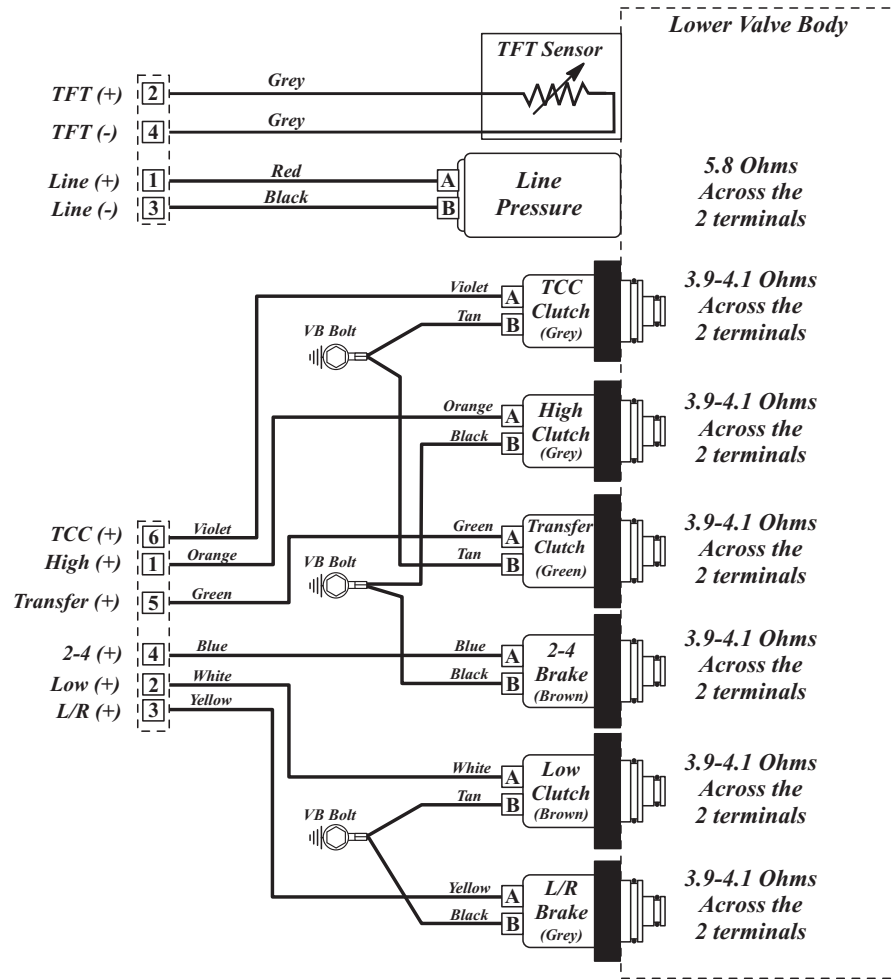 Lower Valve Body
TFT Sensor
TFT (+) 2 Grey
TFT (-) 4 Grey
Line (+) 1 Red A
Line (-) 3 Black B
Line
Pressure
5.8 Ohms
Across the
2 terminals
Violet A
Tan B
TCC
Clutch
(Grey)
3.9-4.1 Ohms
Across the
2 terminals
VB Bolt
Orange A
Black B
High
Clutch
(Grey)
3.9-4.1 Ohms
Across the
2 terminals
TCC (+) 6 Violet
High (+) 1 Orange
Transfer (+) 5 Green
VB Bolt
Green A
Tan B
Transfer
Clutch
(Green)
3.9-4.1 Ohms
Across the
2 terminals
2-4 (+) 4 Blue
Low (+) 2 White
L/R (+) 3 Yellow
Blue A
Black B
2-4
Brake
(Brown)
3.9-4.1 Ohms
Across the
2 terminals
White A
Tan B
Low
Clutch
(Brown)
3.9-4.1 Ohms
Across the
2 terminals
VB Bolt
Yellow A
Black B
L/R
Brake
(Grey)
3.9-4.1 Ohms
Across the
2 terminals